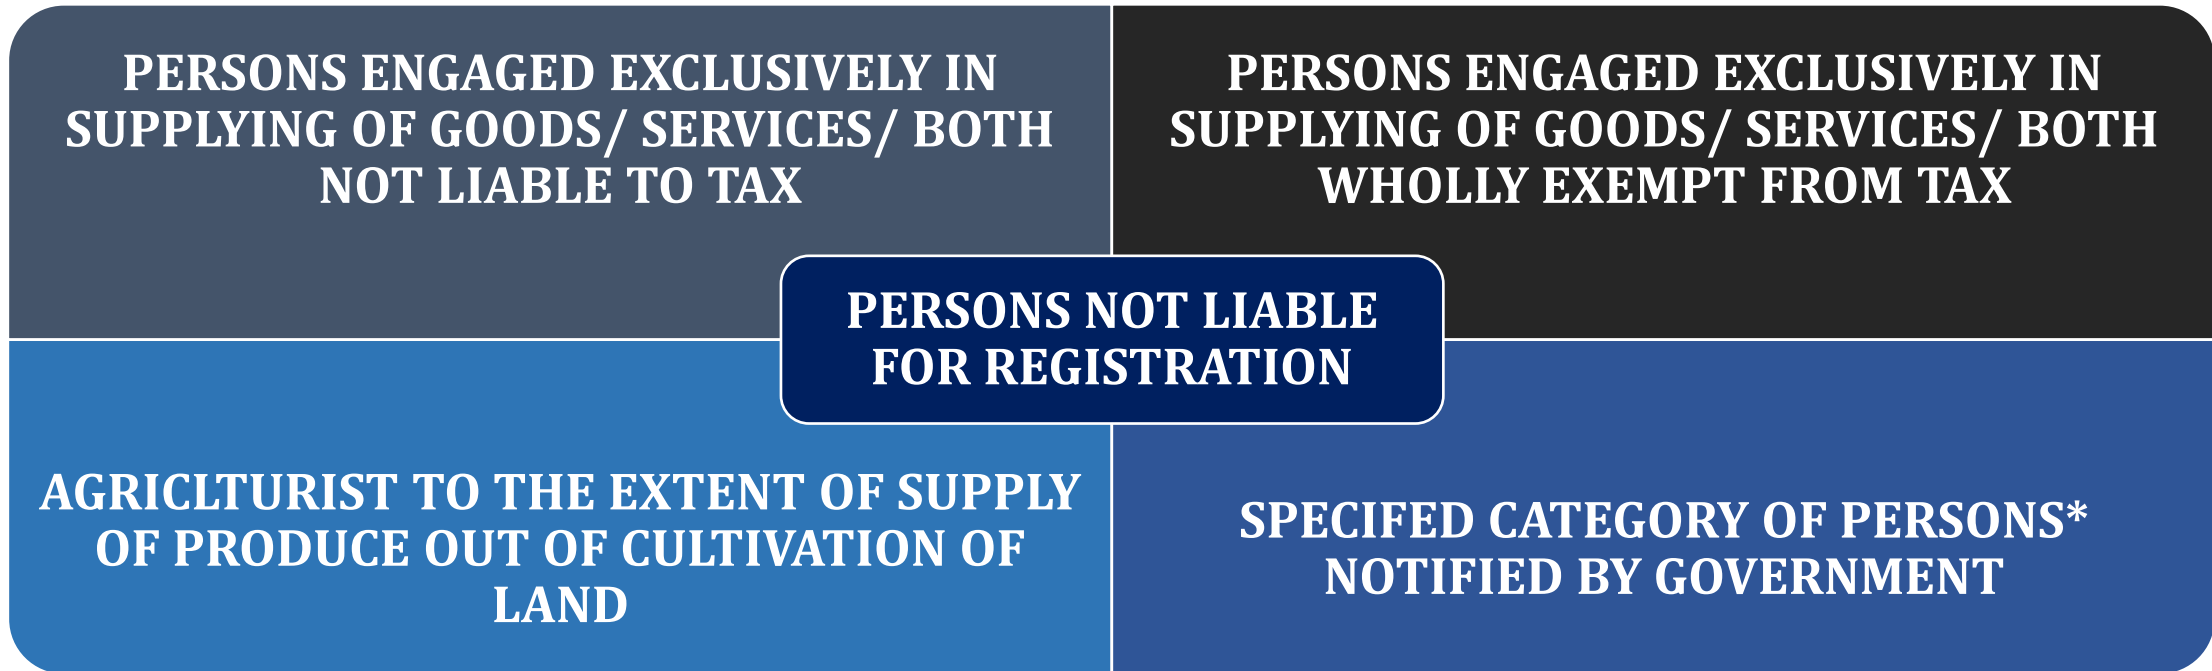 PERSONS ENGAGED EXCLUSIVELY IN
SUPPLYING OF GOODS/ SERVICES/ BOTH
NOT LIABLE TO TAX
PERSONS ENGAGED EXCLUSIVELY IN
SUPPLYING OF GOODS/ SERVICES/ BOTH
WHOLLY EXEMPT FROM TAX
PERSONS NOT LIABLE
FOR REGISTRATION
AGRICLTURIST TO THE EXTENT OF SUPPLY
OF PRODUCE OUT OF CULTIVATION OF
LAND
SPECIFED CATEGORY OF PERSONS*
NOTIFIED BY GOVERNMENT